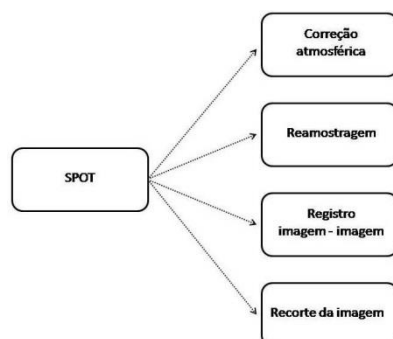 Correção
atmosférica
Reamostragem
SPOT
Registro
imagem - imagem
Recorte da imagem